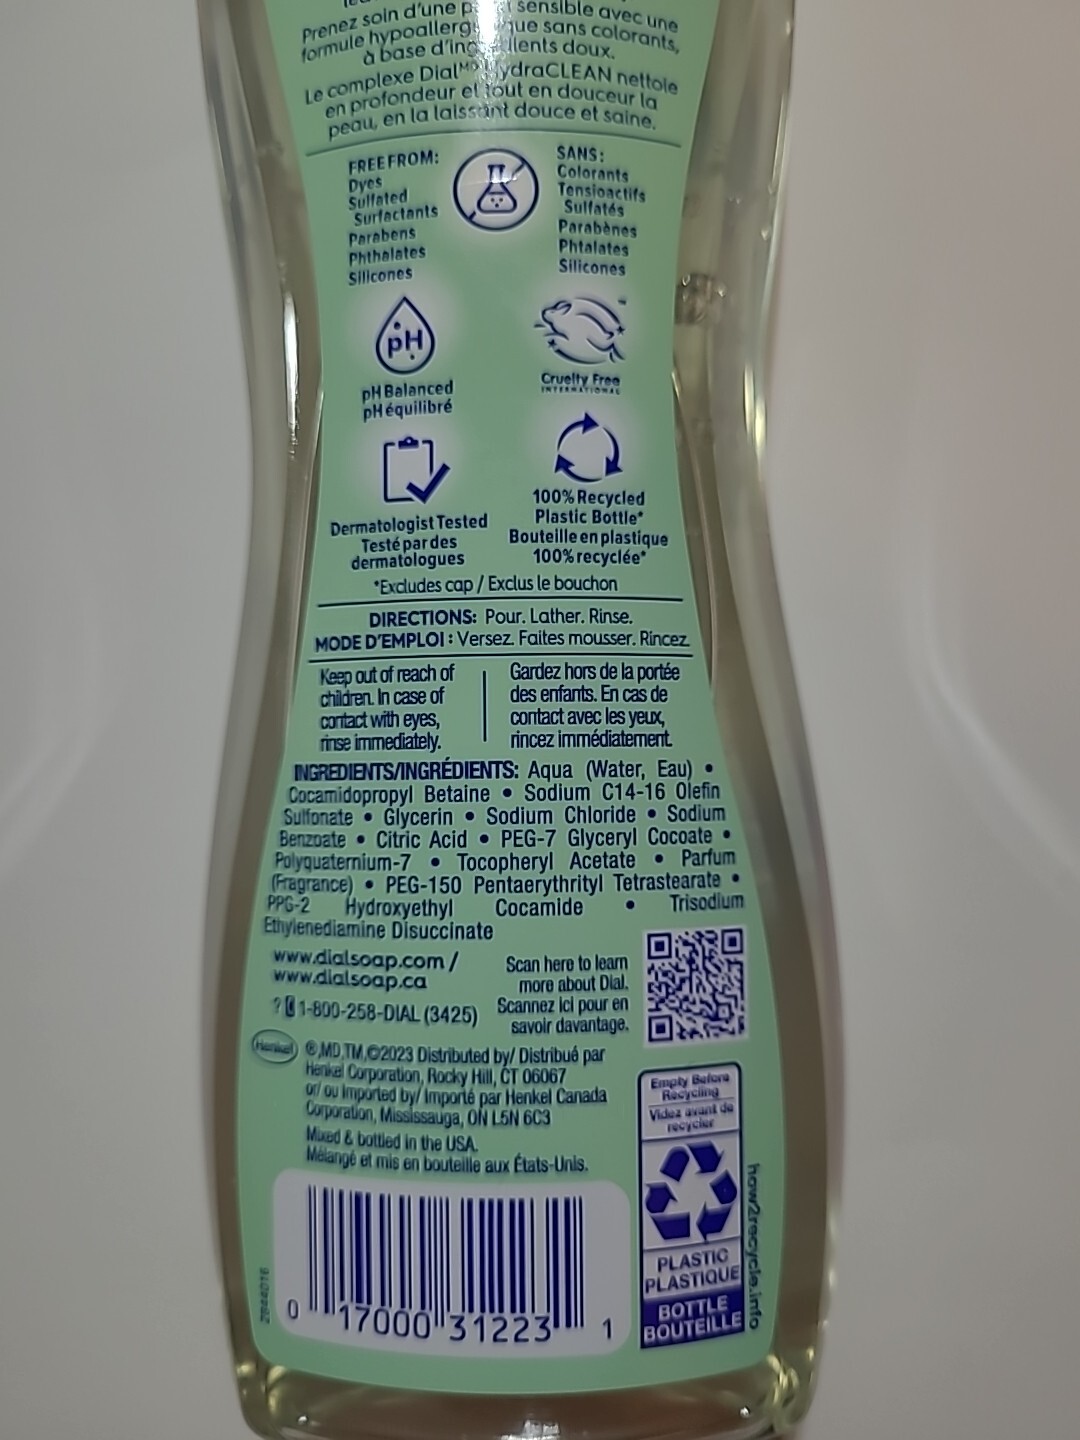 Prenez soin d'une sensible avec une
formule sans colorants,
à base doux.
Le complexe Dial nettoie
en profondeur et tout en douceur la
peau, en la laissant douce et saine.
FREE FROM:
Dyes
Sulfated
Surfactants
Parabens
Phthalates
Silicones
SANS:
Colorants
Tensioactifs
Sulfatés
Parabènes
Phtalates
Silicones
pH
pH Balanced
pH équilibré
Cruelty Free
INTERNATIONAL
Dermatologist Tested
Testé par des
dermatologues
100% Recycled
Plastic Bottle*
Bouteille en plastique
100% recyclée*
*Excludes cap / Exclus le bouchon
DIRECTIONS: Pour. Lather. Rinse.
MODE D'EMPLOI : Versez. Faites mousser. Rincez.
Keep out of reach of
children. In case of
contact with eyes,
rinse immediately.
Gardez hors de la portée
des enfants. En cas de
contact avec les yeux,
rincez immédiatement.
INGREDIENTS/INGRÉDIENTS: Aqua (Water, Eau) •
Cocamidopropyl Betaine • Sodium C14-16 Olefin
Sulfonate • Glycerin • Sodium Chloride • Sodium
Benzoate • Citric Acid • PEG-7 Glyceryl Cocoate •
Polyquaternium-7 • Tocopheryl Acetate • Parfum
(Fragrance) • PEG-150 Pentaerythrityl Tetrastearate •
PPG-2 Hydroxyethyl Cocamide • Trisodium
Ethylenediamine Disuccinate
www.dialsoap.com /
www.dialsoap.ca
? 1-800-258-DIAL (3425)
Scan here to learn
more about Dial.
Scannez ici pour en
savoir davantage.
Henkel
®,MD,TM,©2023 Distributed by/ Distribué par
Henkel Corporation, Rocky Hill, CT 06067
or/ ou Imported by/ Importé par Henkel Canada
Corporation, Mississauga, ON L5N 6C3
Mixed & bottled in the USA.
Mélangé et mis en bouteille aux États-Unis.
Empty Before
Recycling
Videz avant de
recycler
PLASTIC
PLASTIQUE
BOTTLE
BOUTEILLE
how2recycle.info
2944016
0 17000 31223 1